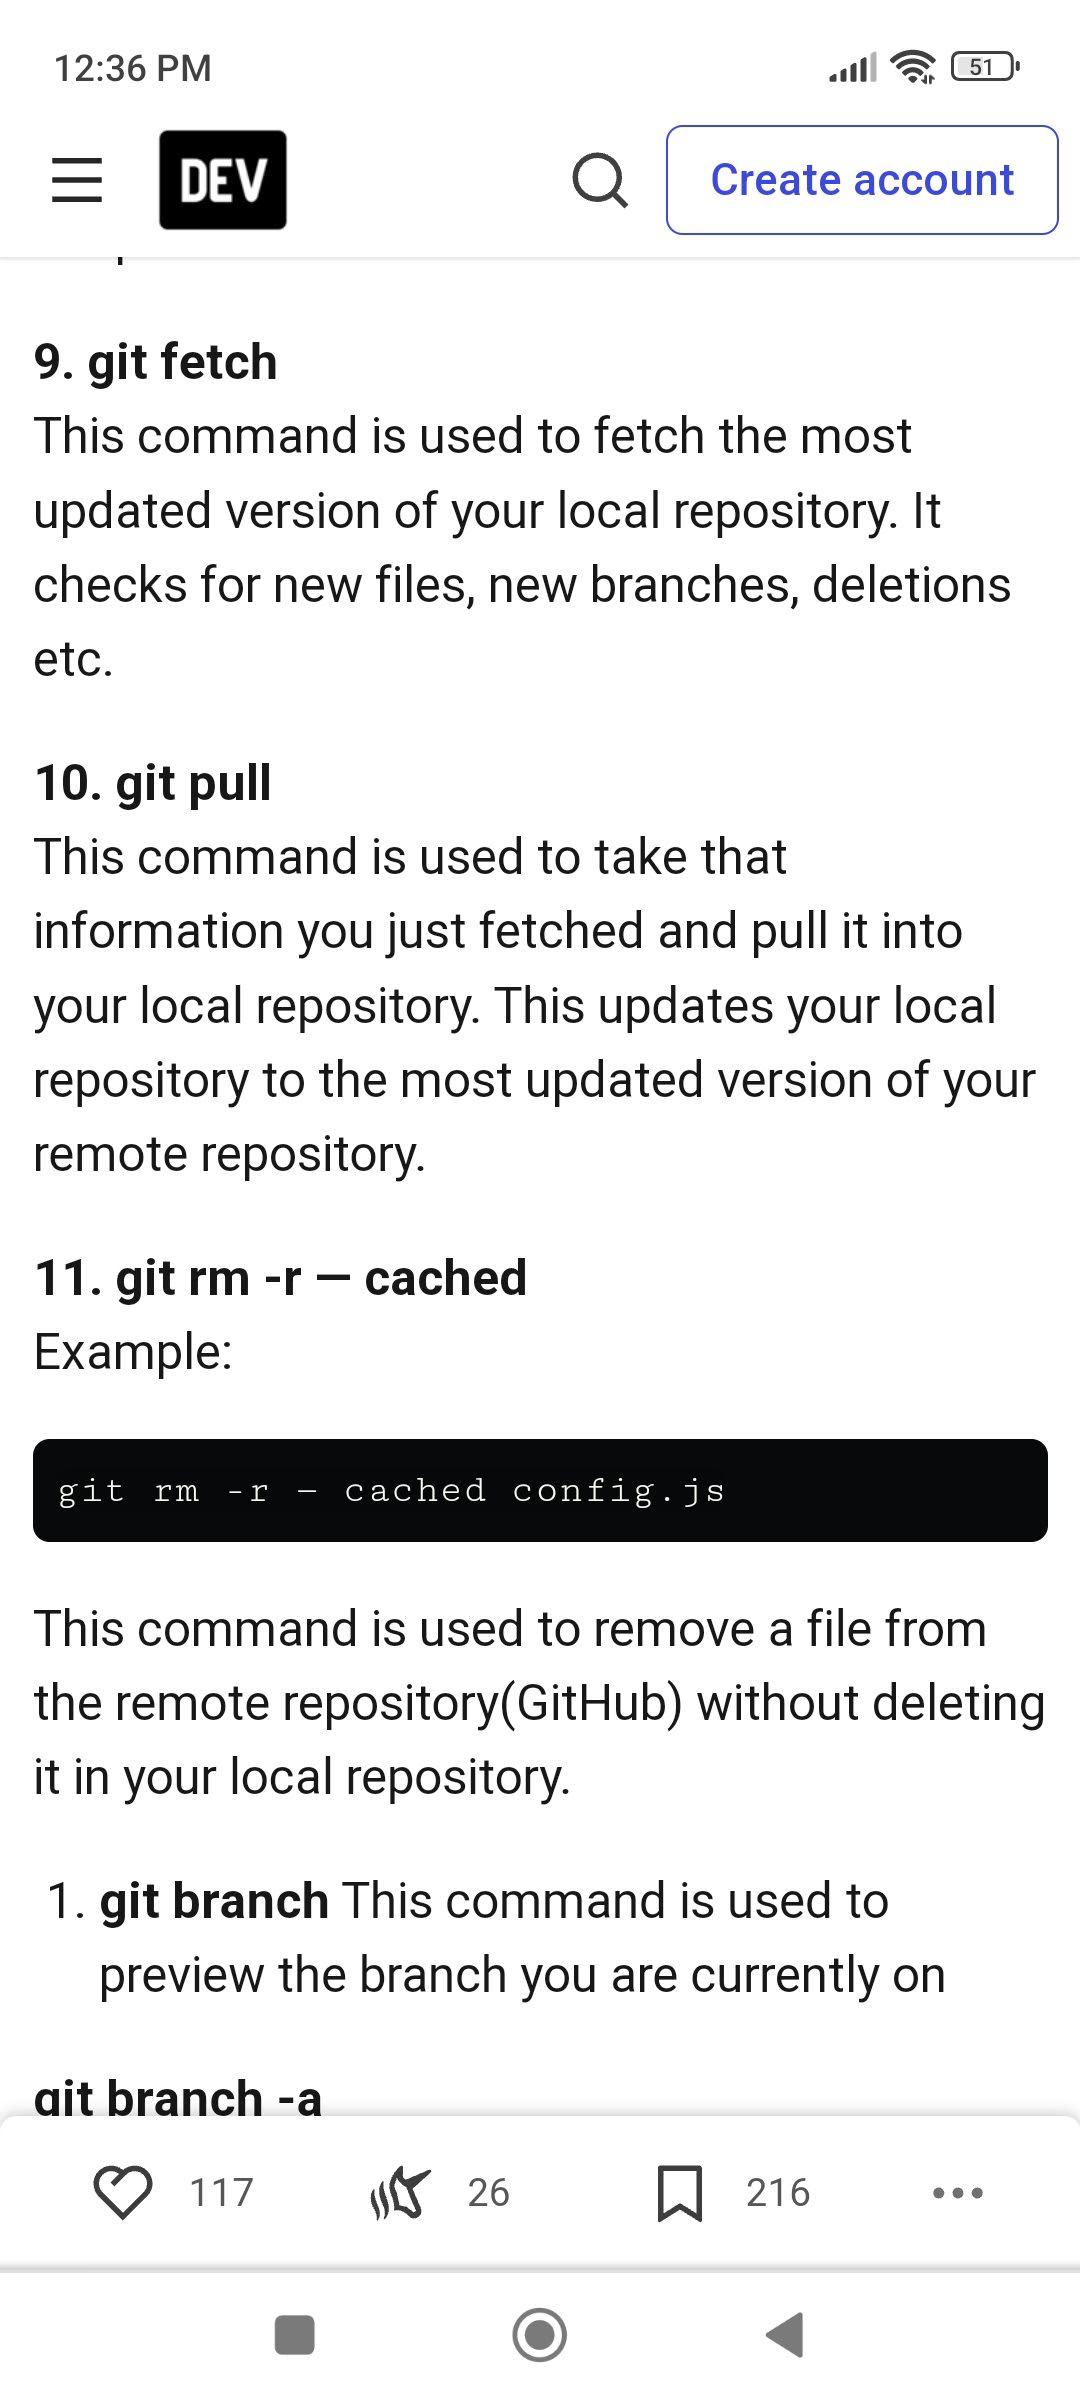 12:36 PM
51
DEV
Create account
9. git fetch
This command is used to fetch the most
updated version of your local repository. It
checks for new files, new branches, deletions
etc.
10. git pull
This command is used to take that
information you just fetched and pull it into
your local repository. This updates your local
repository to the most updated version of your
remote repository.
11. git rm -r — cached
Example:
git rm -r — cached config.js
This command is used to remove a file from
the remote repository(GitHub) without deleting
it in your local repository.
1. git branch This command is used to
preview the branch you are currently on
git branch -a
117
26
216